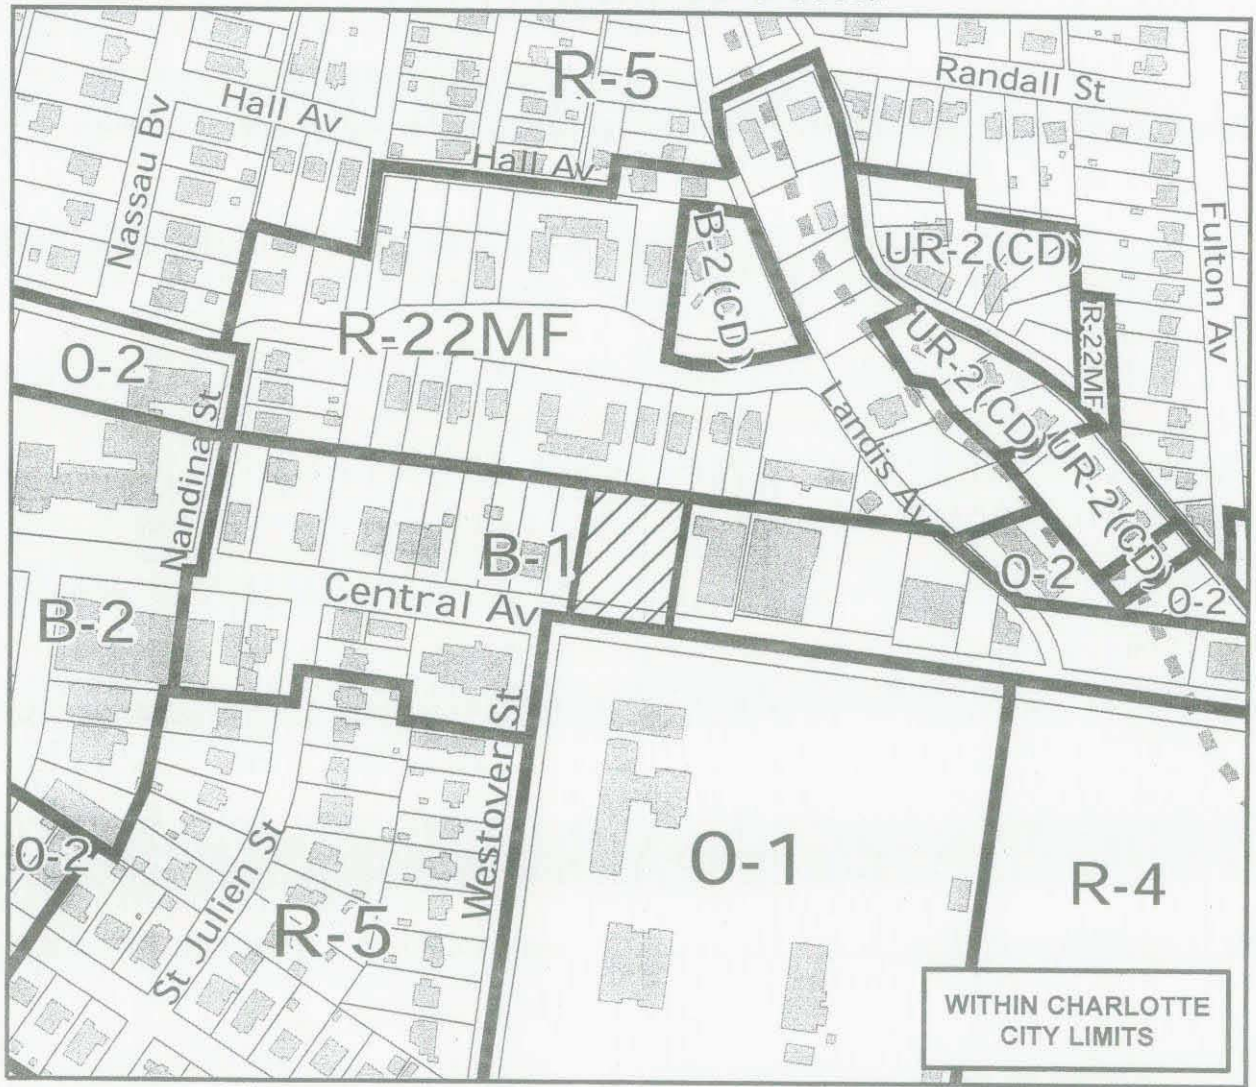 R-5
Randall St
Hall Av
Nassau Bv
Hall Av
Fulton Av
B-2(CD)
UR-2(CD)
R-22MF
R-22MF
O-2
UR-2(CD)
Landis Av
UR-2(CD)
Nandina St
B-1
O-2
O-2
Central Av
B-2
Westover St
O-1
R-4
O-2
St Julien St
R-5
WITHIN CHARLOTTE
CITY LIMITS